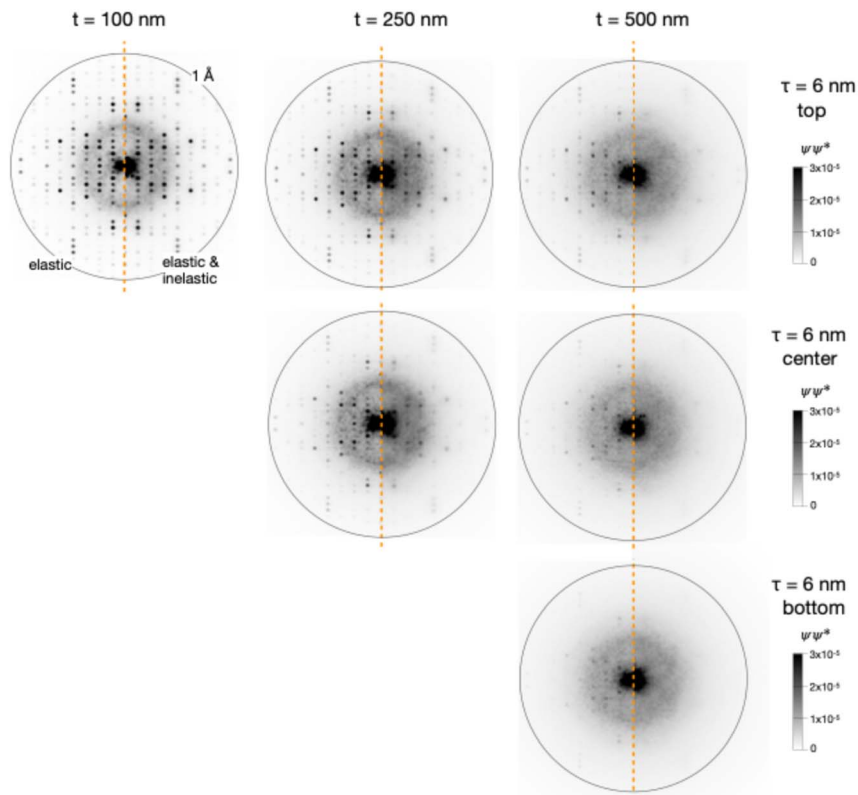 t = 100 nm
t = 250 nm
t = 500 nm
1 Å
elastic
elastic &
inelastic
τ = 6 nm
top
ψψ*
3x10⁻⁵
2x10⁻⁵
1x10⁻⁵
0
τ = 6 nm
center
ψψ*
3x10⁻⁵
2x10⁻⁵
1x10⁻⁵
0
τ = 6 nm
bottom
ψψ*
3x10⁻⁵
2x10⁻⁵
1x10⁻⁵
0